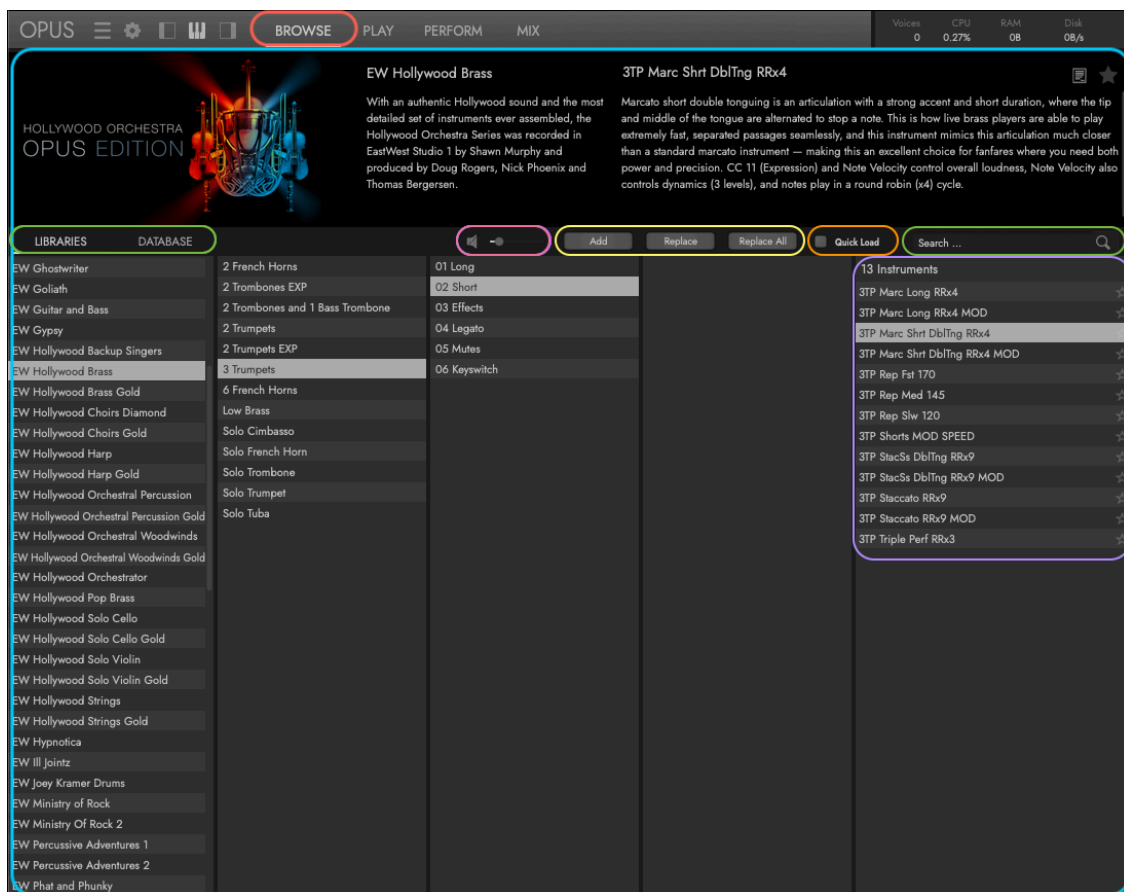 OPUS
BROWSE
PLAY
PERFORM
MIX
Voices CPU RAM Disk
0 0.27% 0B 0B/s
HOLLYWOOD ORCHESTRA
OPUS EDITION
EW Hollywood Brass
With an authentic Hollywood sound and the most
detailed set of instruments ever assembled, the
Hollywood Orchestra Series was recorded in
EastWest Studio 1 by Shawn Murphy and
produced by Doug Rogers, Nick Phoenix and
Thomas Bergersen.
3TP Marc Shrt DblTng RRx4
Marcato short double tonguing is an articulation with a strong accent and short duration, where the tip
and middle of the tongue are alternated to stop a note. This is how live brass players are able to play
extremely fast, separated passages seamlessly, and this instrument mimics this articulation much closer
than a standard marcato instrument — making this an excellent choice for fanfares where you need both
power and precision. CC 11 (Expression) and Note Velocity control overall loudness, Note Velocity also
controls dynamics (3 levels), and notes play in a round robin (x4) cycle.
LIBRARIES
DATABASE
Add
Replace
Replace All
Quick Load
Search ...
EW Ghostwriter
EW Goliath
EW Guitar and Bass
EW Gypsy
EW Hollywood Backup Singers
EW Hollywood Brass
EW Hollywood Brass Gold
EW Hollywood Choirs Diamond
EW Hollywood Choirs Gold
EW Hollywood Harp
EW Hollywood Harp Gold
EW Hollywood Orchestral Percussion
EW Hollywood Orchestral Percussion Gold
EW Hollywood Orchestral Woodwinds
EW Hollywood Orchestral Woodwinds Gold
EW Hollywood Orchestrator
EW Hollywood Pop Brass
EW Hollywood Solo Cello
EW Hollywood Solo Cello Gold
EW Hollywood Solo Violin
EW Hollywood Solo Violin Gold
EW Hollywood Strings
EW Hollywood Strings Gold
EW Hypnotica
EW Ill Jointz
EW Joey Kramer Drums
EW Ministry of Rock
EW Ministry Of Rock 2
EW Percussive Adventures 1
EW Percussive Adventures 2
EW Phat and Phunky
2 French Horns
2 Trombones EXP
2 Trombones and 1 Bass Trombone
2 Trumpets
2 Trumpets EXP
3 Trumpets
6 French Horns
Low Brass
Solo Cimbasso
Solo French Horn
Solo Trombone
Solo Trumpet
Solo Tuba
01 Long
02 Short
03 Effects
04 Legato
05 Mutes
06 Keyswitch
13 Instruments
3TP Marc Long RRx4
3TP Marc Long RRx4 MOD
3TP Marc Shrt DblTng RRx4
3TP Marc Shrt DblTng RRx4 MOD
3TP Rep Fst 170
3TP Rep Med 145
3TP Rep Slw 120
3TP Shorts MOD SPEED
3TP StacSs DblTng RRx9
3TP StacSs DblTng RRx9 MOD
3TP Staccato RRx9
3TP Staccato RRx9 MOD
3TP Triple Perf RRx3